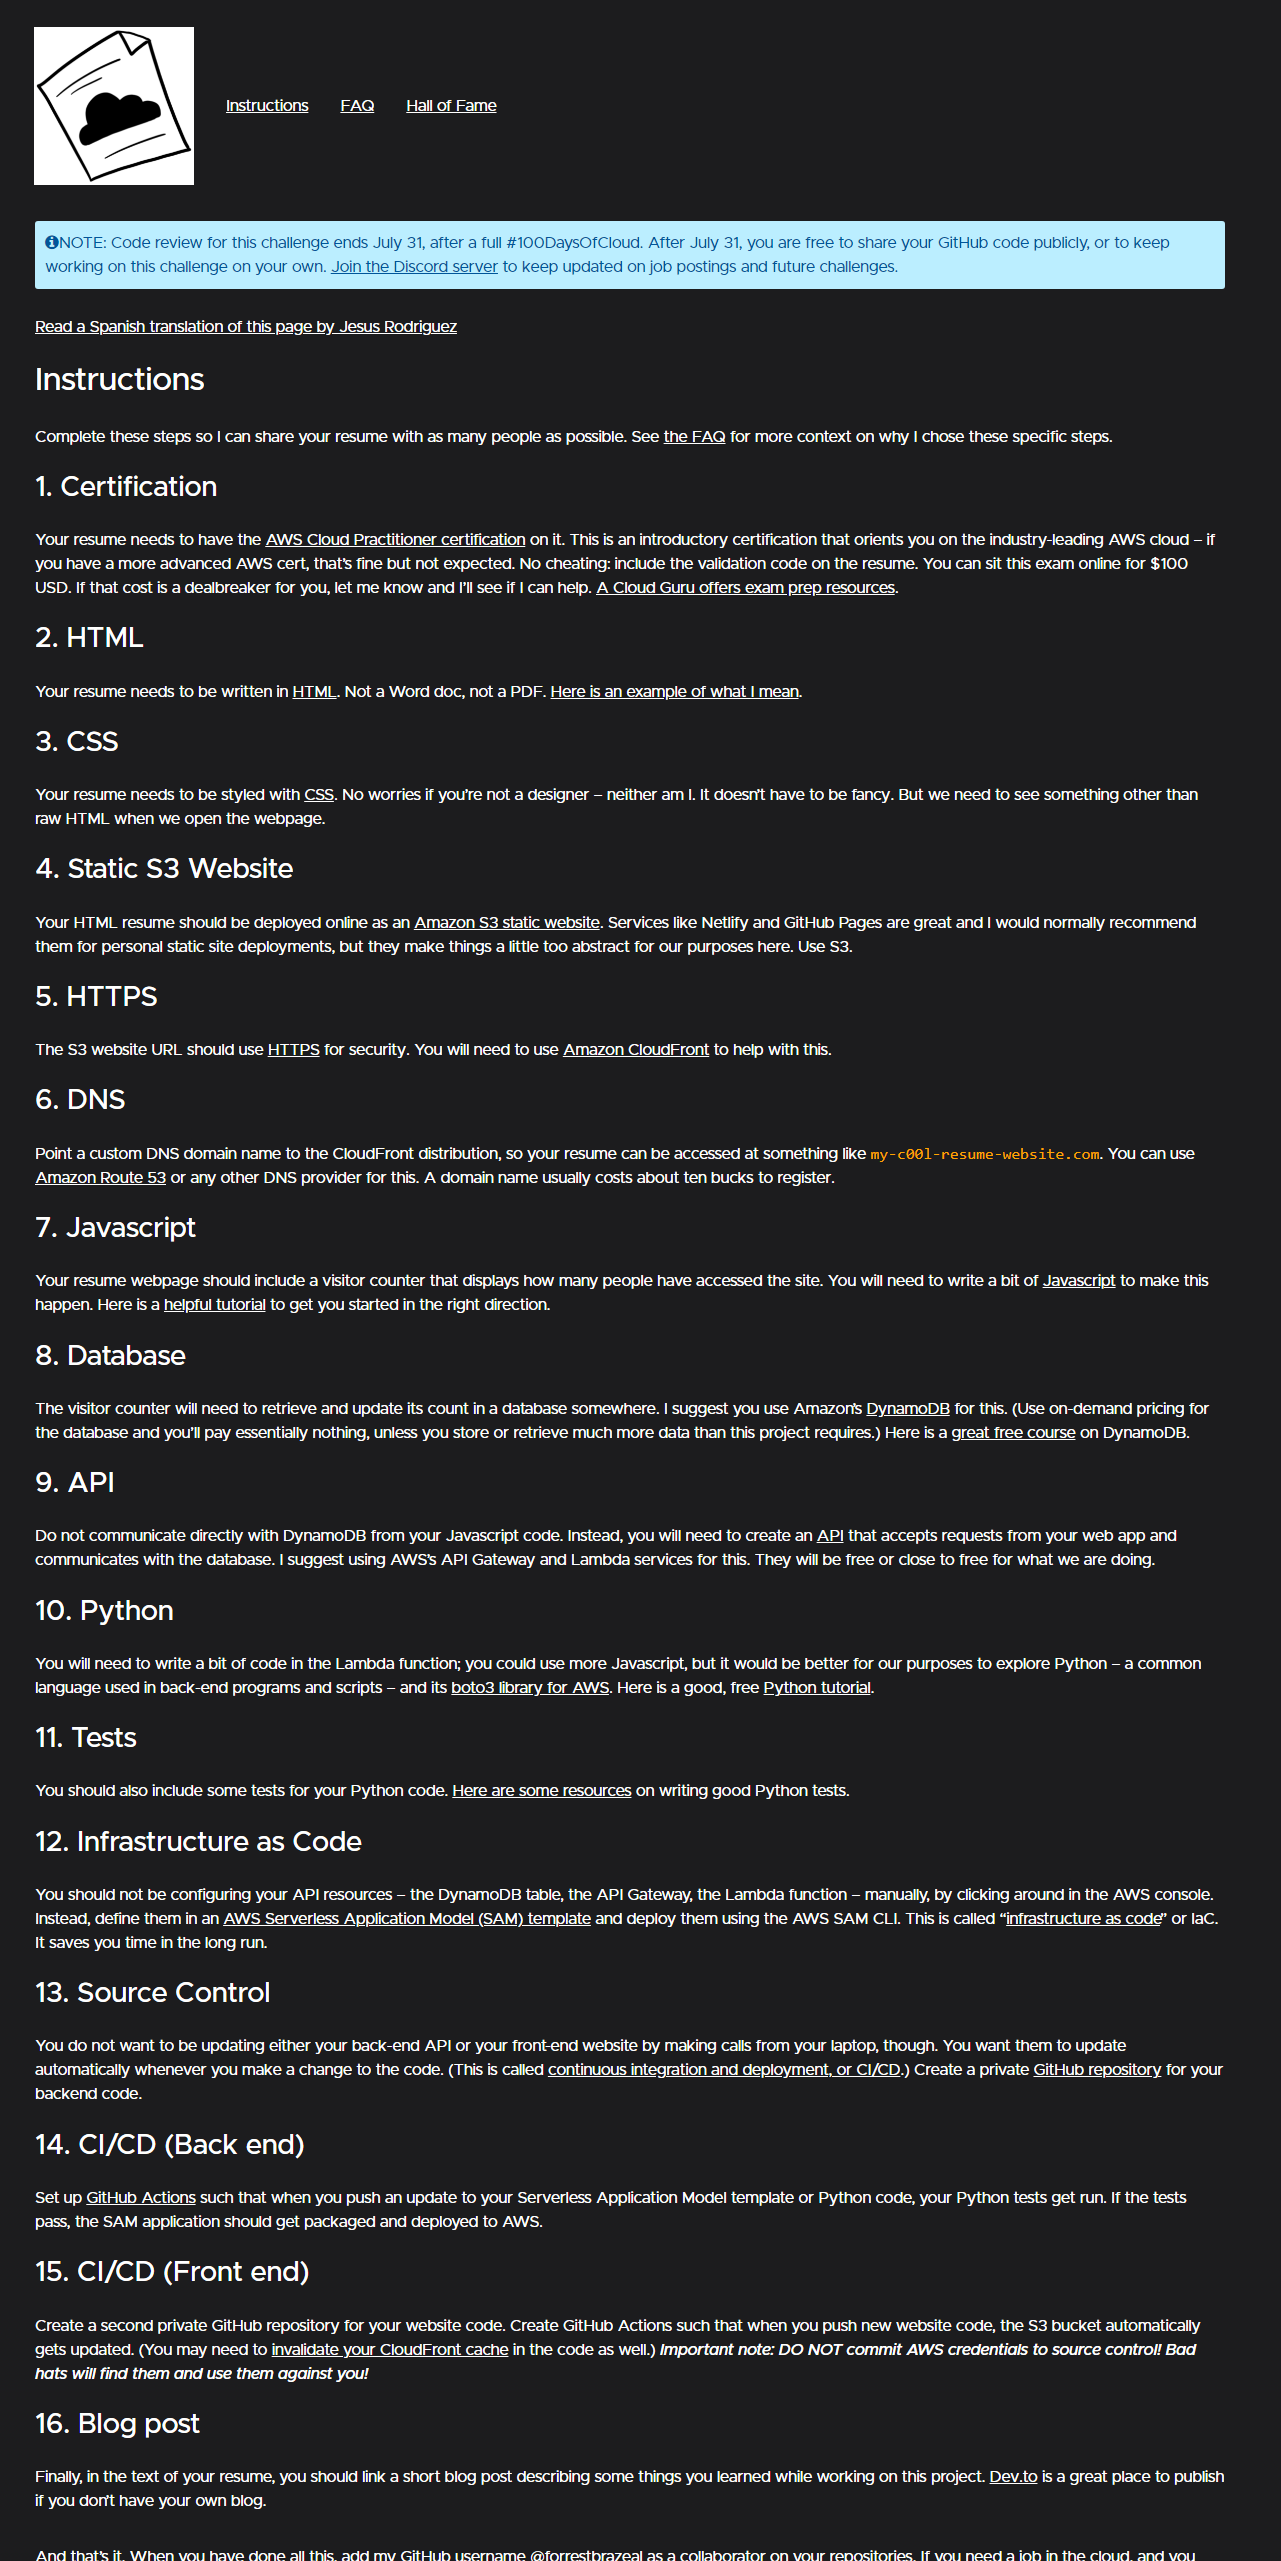 Instructions FAQ Hall of Fame
NOTE: Code review for this challenge ends July 31, after a full #100DaysOfCloud. After July 31, you are free to share your GitHub code publicly, or to keep
working on this challenge on your own. Join the Discord server to keep updated on job postings and future challenges.
Read a Spanish translation of this page by Jesus Rodriguez
Instructions
Complete these steps so I can share your resume with as many people as possible. See the FAQ for more context on why I chose these specific steps.
1. Certification
Your resume needs to have the AWS Cloud Practitioner certification on it. This is an introductory certification that orients you on the industry-leading AWS cloud – if
you have a more advanced AWS cert, that’s fine but not expected. No cheating: include the validation code on the resume. You can sit this exam online for $100
USD. If that cost is a dealbreaker for you, let me know and I’ll see if I can help. A Cloud Guru offers exam prep resources.
2. HTML
Your resume needs to be written in HTML. Not a Word doc, not a PDF. Here is an example of what I mean.
3. CSS
Your resume needs to be styled with CSS. No worries if you’re not a designer – neither am I. It doesn’t have to be fancy. But we need to see something other than
raw HTML when we open the webpage.
4. Static S3 Website
Your HTML resume should be deployed online as an Amazon S3 static website. Services like Netlify and GitHub Pages are great and I would normally recommend
them for personal static site deployments, but they make things a little too abstract for our purposes here. Use S3.
5. HTTPS
The S3 website URL should use HTTPS for security. You will need to use Amazon CloudFront to help with this.
6. DNS
Point a custom DNS domain name to the CloudFront distribution, so your resume can be accessed at something like my-c00l-resume-website.com. You can use
Amazon Route 53 or any other DNS provider for this. A domain name usually costs about ten bucks to register.
7. Javascript
Your resume webpage should include a visitor counter that displays how many people have accessed the site. You will need to write a bit of Javascript to make this
happen. Here is a helpful tutorial to get you started in the right direction.
8. Database
The visitor counter will need to retrieve and update its count in a database somewhere. I suggest you use Amazon’s DynamoDB for this. (Use on-demand pricing for
the database and you’ll pay essentially nothing, unless you store or retrieve much more data than this project requires.) Here is a great free course on DynamoDB.
9. API
Do not communicate directly with DynamoDB from your Javascript code. Instead, you will need to create an API that accepts requests from your web app and
communicates with the database. I suggest using AWS’s API Gateway and Lambda services for this. They will be free or close to free for what we are doing.
10. Python
You will need to write a bit of code in the Lambda function; you could use more Javascript, but it would be better for our purposes to explore Python – a common
language used in back-end programs and scripts – and its boto3 library for AWS. Here is a good, free Python tutorial.
11. Tests
You should also include some tests for your Python code. Here are some resources on writing good Python tests.
12. Infrastructure as Code
You should not be configuring your API resources – the DynamoDB table, the API Gateway, the Lambda function – manually, by clicking around in the AWS console.
Instead, define them in an AWS Serverless Application Model (SAM) template and deploy them using the AWS SAM CLI. This is called “infrastructure as code” or IaC.
It saves you time in the long run.
13. Source Control
You do not want to be updating either your back-end API or your front-end website by making calls from your laptop, though. You want them to update
automatically whenever you make a change to the code. (This is called continuous integration and deployment, or CI/CD.) Create a private GitHub repository for your
backend code.
14. CI/CD (Back end)
Set up GitHub Actions such that when you push an update to your Serverless Application Model template or Python code, your Python tests get run. If the tests
pass, the SAM application should get packaged and deployed to AWS.
15. CI/CD (Front end)
Create a second private GitHub repository for your website code. Create GitHub Actions such that when you push new website code, the S3 bucket automatically
gets updated. (You may need to invalidate your CloudFront cache in the code as well.) Important note: DO NOT commit AWS credentials to source control! Bad
hats will find them and use them against you!
16. Blog post
Finally, in the text of your resume, you should link a short blog post describing some things you learned while working on this project. Dev.to is a great place to publish
if you don’t have your own blog.
And that’s it. When you have done all this, add my GitHub username @forrestbrazeal as a collaborator on your repositories. If you need a job in the cloud, and you